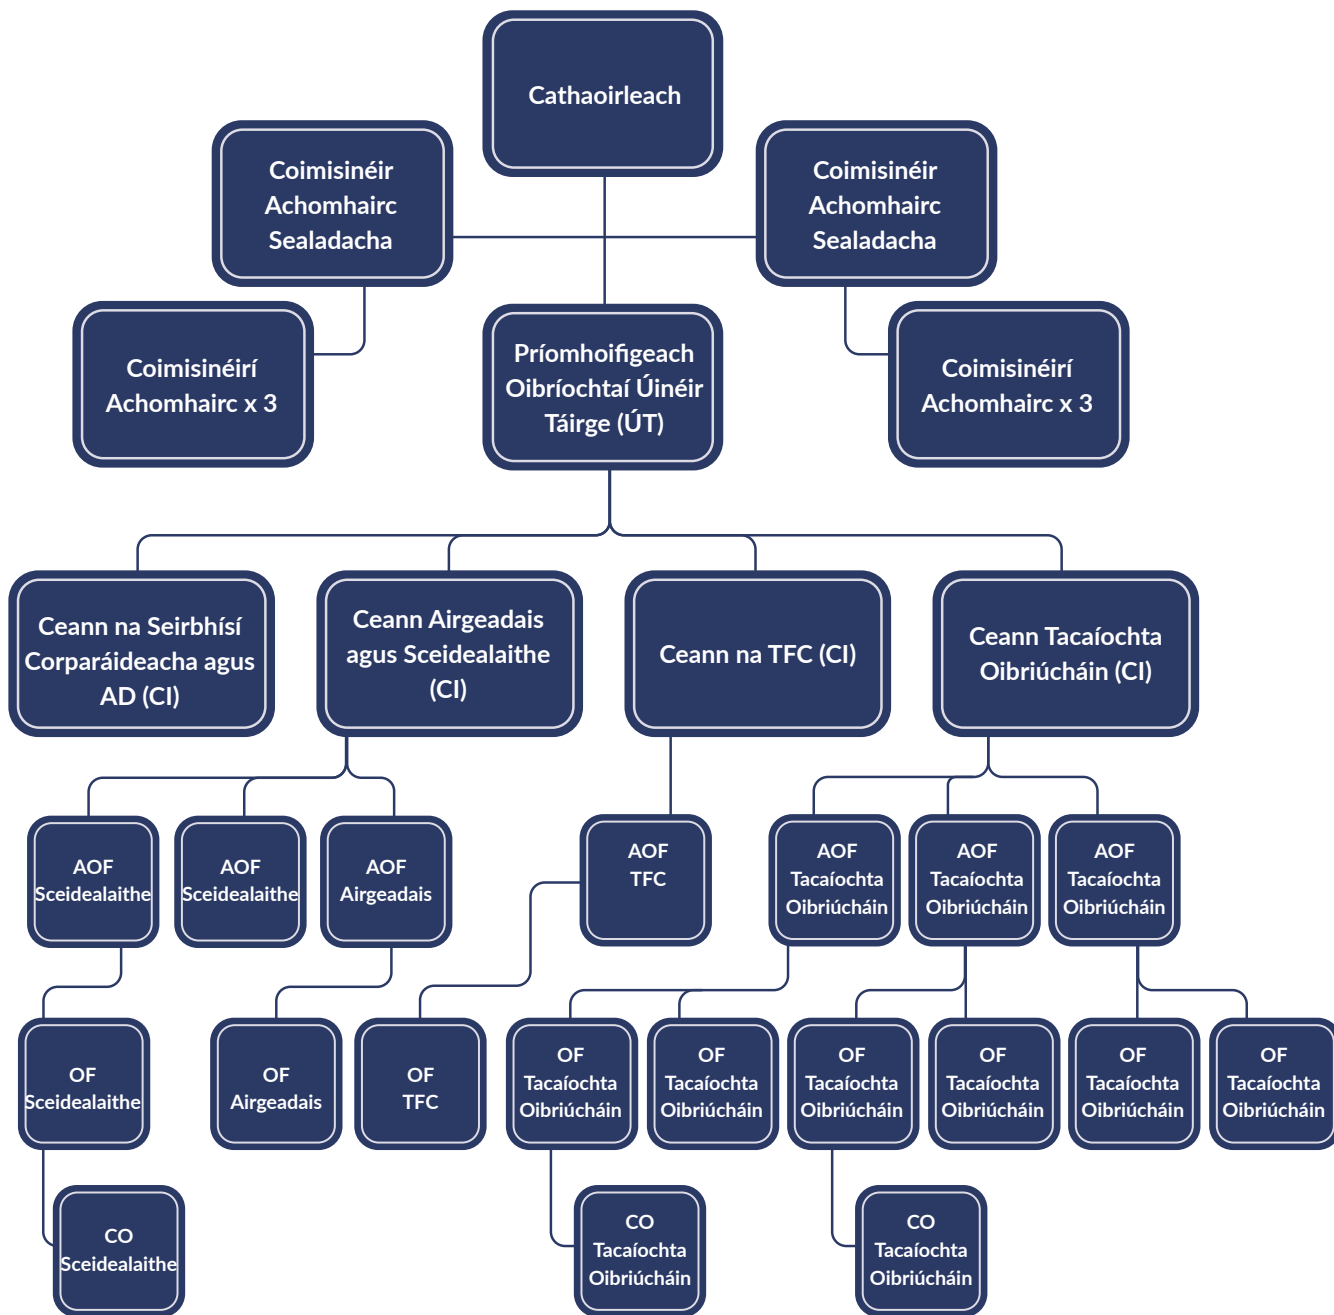 Cathaoirleach
Coimisinéir
Achomhairc
Sealadacha
Coimisinéir
Achomhairc
Sealadacha
Coimisinéirí
Achomhairc x 3
Príomhoifigeach
Oibríochtaí Úinéir
Táirge (ÚT)
Coimisinéirí
Achomhairc x 3
Ceann na Seirbhísí
Corparáideacha agus
AD (CI)
Ceann Airgeadais
agus Sceidealaithe
(CI)
Ceann na TFC (CI)
Ceann Tacaíochta
Oibriúcháin (CI)
AOF
Sceidealaithe
AOF
Sceidealaithe
AOF
Airgeadais
AOF
TFC
AOF
Tacaíochta
Oibriúcháin
AOF
Tacaíochta
Oibriúcháin
AOF
Tacaíochta
Oibriúcháin
OF
Sceidealaithe
OF
Airgeadais
OF
TFC
OF
Tacaíochta
Oibriúcháin
OF
Tacaíochta
Oibriúcháin
OF
Tacaíochta
Oibriúcháin
OF
Tacaíochta
Oibriúcháin
OF
Tacaíochta
Oibriúcháin
OF
Tacaíochta
Oibriúcháin
CO
Sceidealaithe
CO
Tacaíochta
Oibriúcháin
CO
Tacaíochta
Oibriúcháin